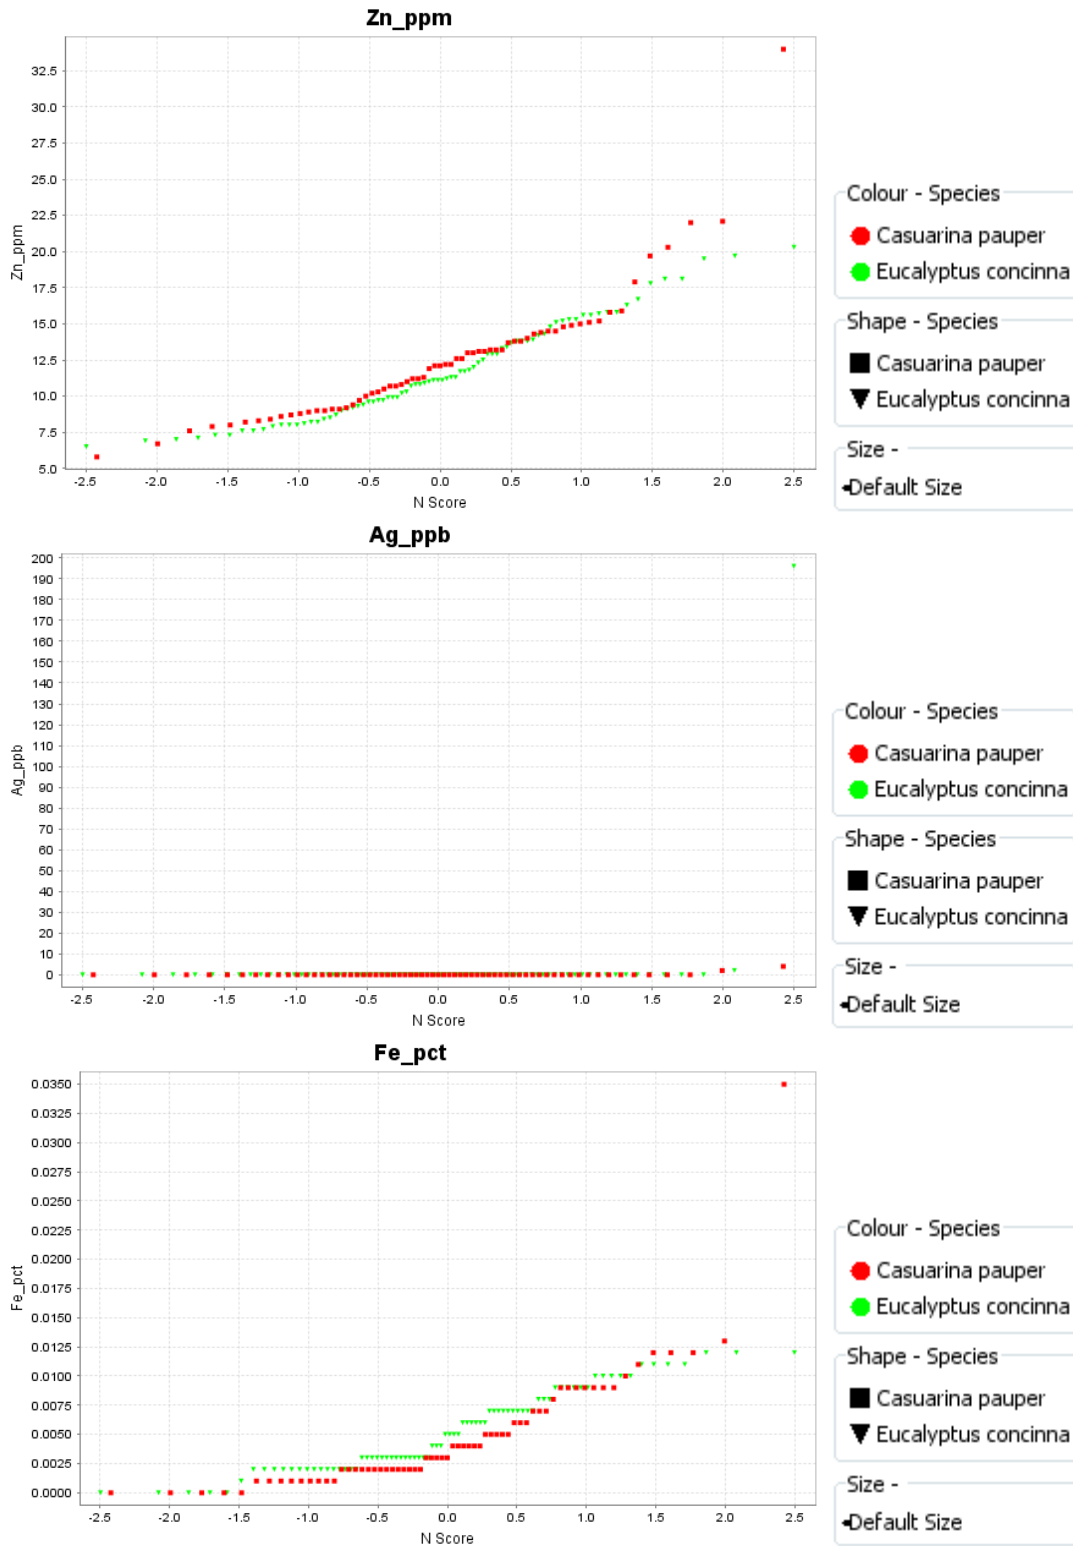 Zn_ppm
32.5
30.0
27.5
25.0
22.5
20.0
17.5
15.0
12.5
10.0
7.5
5.0
Zn_ppm
-2.5 -2.0 -1.5 -1.0 -0.5 0.0 0.5 1.0 1.5 2.0 2.5
N Score
Colour - Species
Casuarina pauper
Eucalyptus concinna
Shape - Species
Casuarina pauper
Eucalyptus concinna
Size -
Default Size
Ag_ppb
200
190
180
170
160
150
140
130
120
110
100
90
80
70
60
50
40
30
20
10
0
Ag_ppb
-2.5 -2.0 -1.5 -1.0 -0.5 0.0 0.5 1.0 1.5 2.0 2.5
N Score
Colour - Species
Casuarina pauper
Eucalyptus concinna
Shape - Species
Casuarina pauper
Eucalyptus concinna
Size -
Default Size
Fe_pct
0.0350
0.0325
0.0300
0.0275
0.0250
0.0225
0.0200
0.0175
0.0150
0.0125
0.0100
0.0075
0.0050
0.0025
0.0000
Fe_pct
-2.5 -2.0 -1.5 -1.0 -0.5 0.0 0.5 1.0 1.5 2.0 2.5
N Score
Colour - Species
Casuarina pauper
Eucalyptus concinna
Shape - Species
Casuarina pauper
Eucalyptus concinna
Size -
Default Size